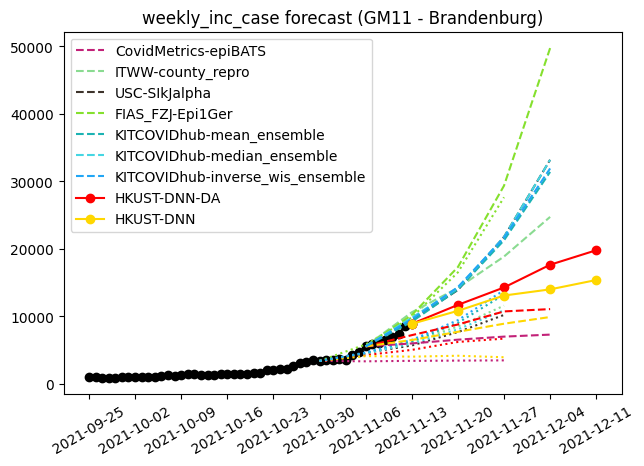 weekly_inc_case forecast (GM11 - Brandenburg)
50000
40000
30000
20000
10000
0
CovidMetrics-epiBATS
ITWW-county_repro
USC-SIkJalpha
FIAS_FZJ-Epi1Ger
KITCOVIDhub-mean_ensemble
KITCOVIDhub-median_ensemble
KITCOVIDhub-inverse_wis_ensemble
HKUST-DNN-DA
HKUST-DNN
2021-09-25
2021-10-02
2021-10-09
2021-10-16
2021-10-23
2021-10-30
2021-11-06
2021-11-13
2021-11-20
2021-11-27
2021-12-04
2021-12-11